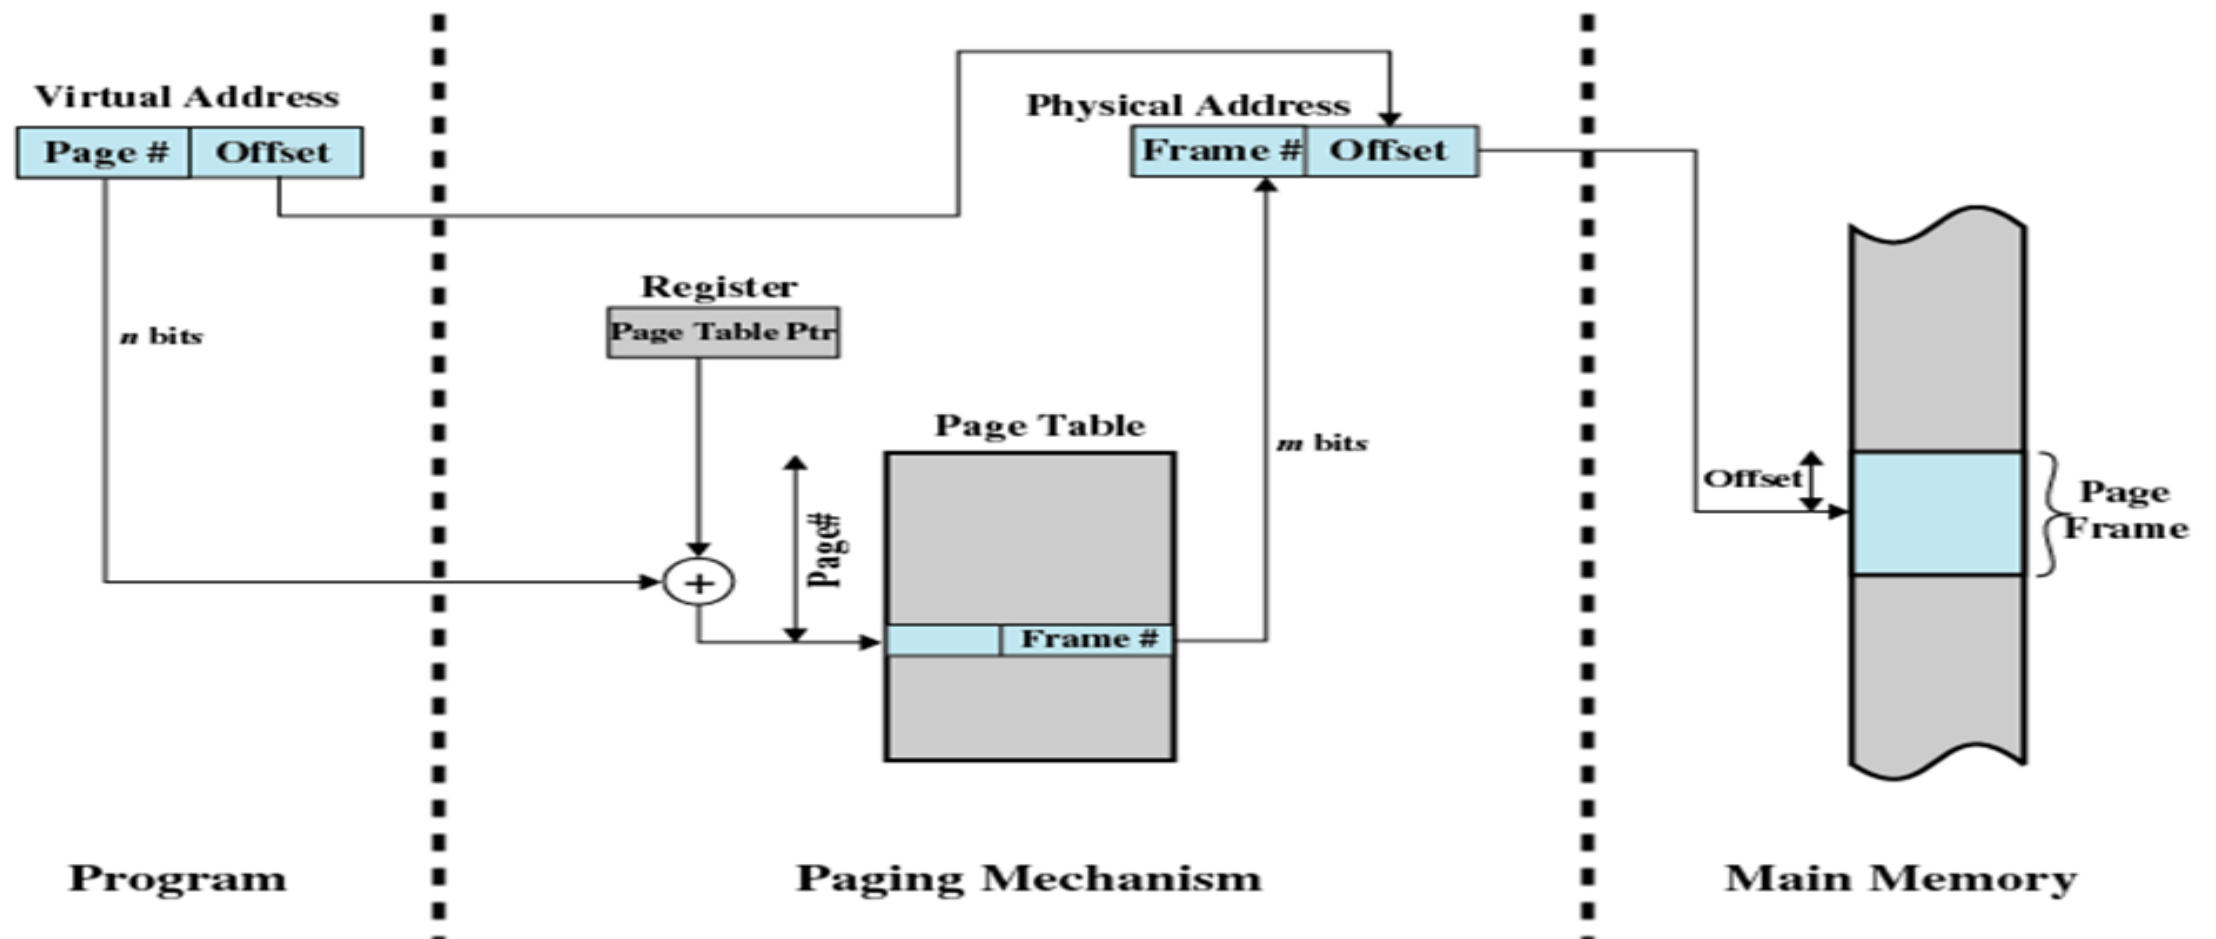 Virtual Address
Page # Offset
Physical Address
Frame # Offset
Register
Page Table Ptr
n bits
Page Table
m bits
Page#
+
Frame #
Offset
Page
Frame
Program
Paging Mechanism
Main Memory